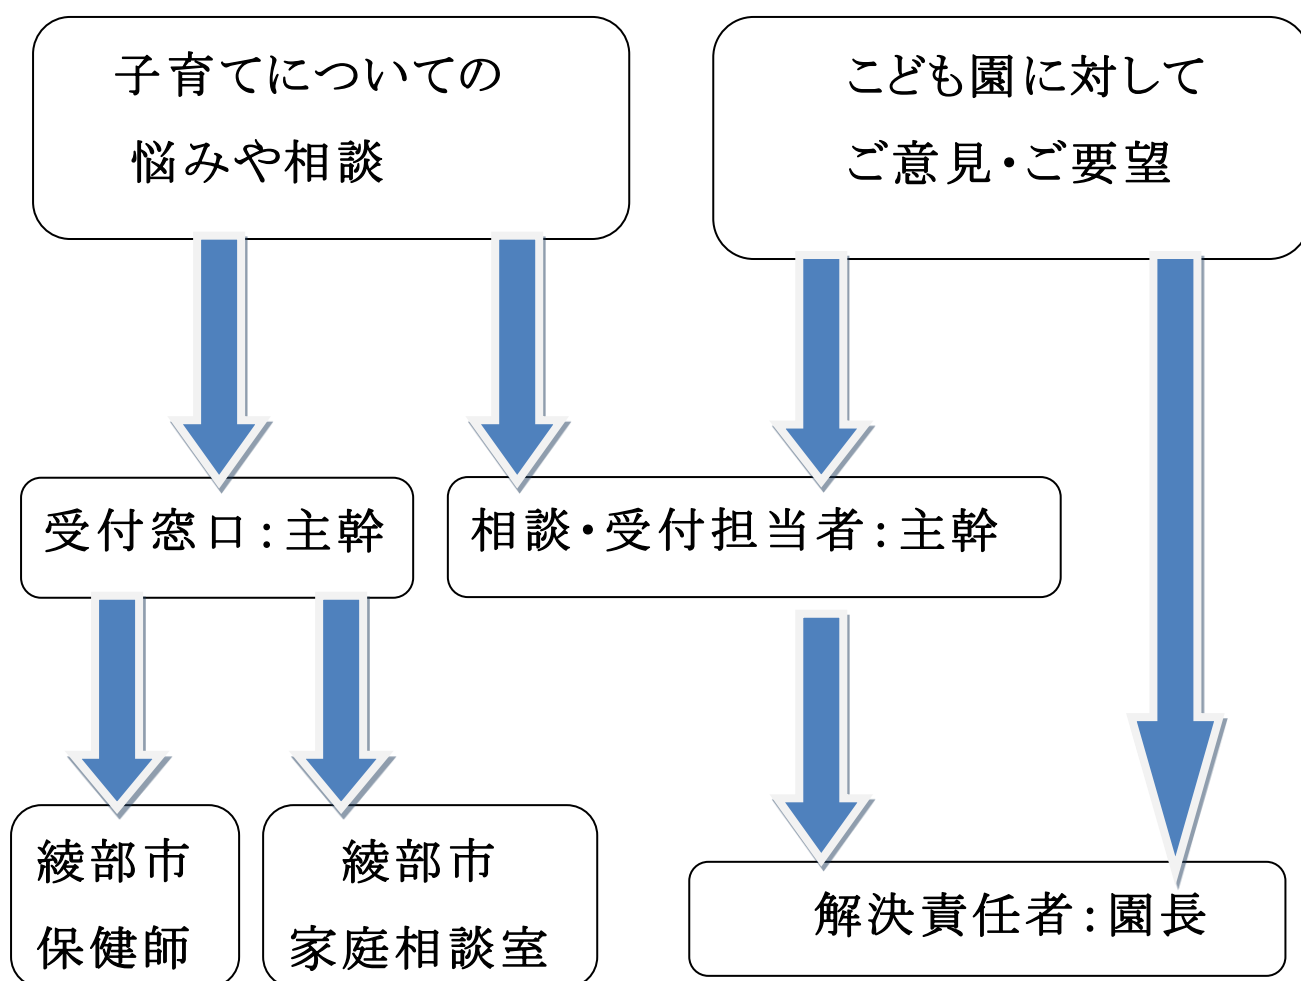 子育てについての
悩みや相談
こども園に対して
ご意見・ご要望
受付窓口:主幹
相談・受付担当者:主幹
綾部市
保健師
綾部市
家庭相談室
解決責任者:園長